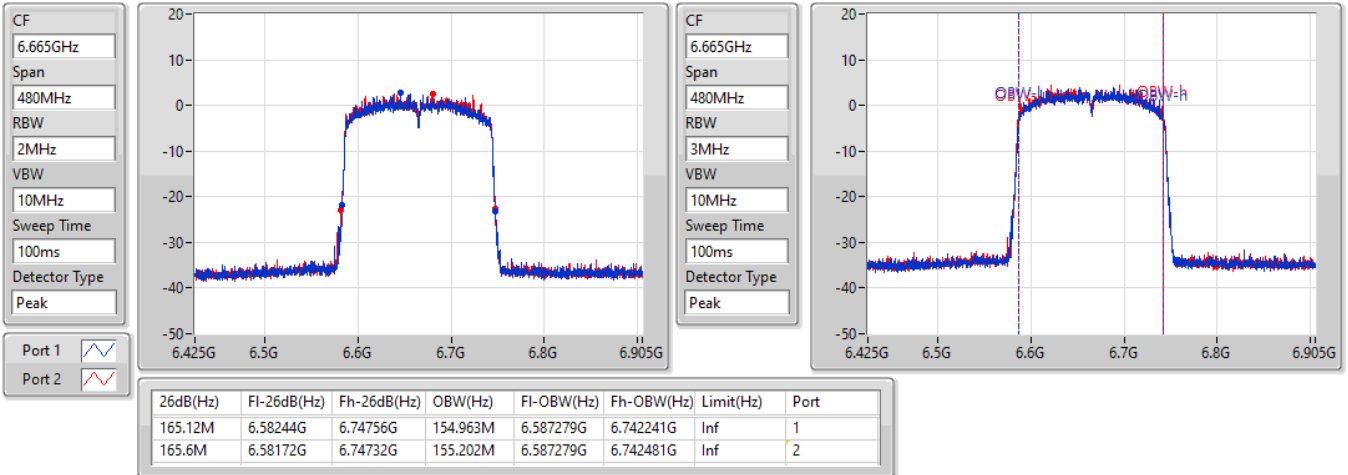 CF
6.665GHz
Span
480MHz
RBW
2MHz
VBW
10MHz
Sweep Time
100ms
Detector Type
Peak
20
10
0
-10
-20
-30
-40
-50
6.425G 6.5G 6.6G 6.7G 6.8G 6.905G
CF
6.665GHz
Span
480MHz
RBW
3MHz
VBW
10MHz
Sweep Time
100ms
Detector Type
Peak
20
10
0
-10
-20
-30
-40
-50
OBW-l OBW-h
6.425G 6.5G 6.6G 6.7G 6.8G 6.905G
Port 1
Port 2
26dB(Hz) Fl-26dB(Hz) Fh-26dB(Hz) OBW(Hz) Fl-OBW(Hz) Fh-OBW(Hz) Limit(Hz) Port
165.12M 6.58244G 6.74756G 154.963M 6.587279G 6.742241G Inf 1
165.6M 6.58172G 6.74732G 155.202M 6.587279G 6.742481G Inf 2